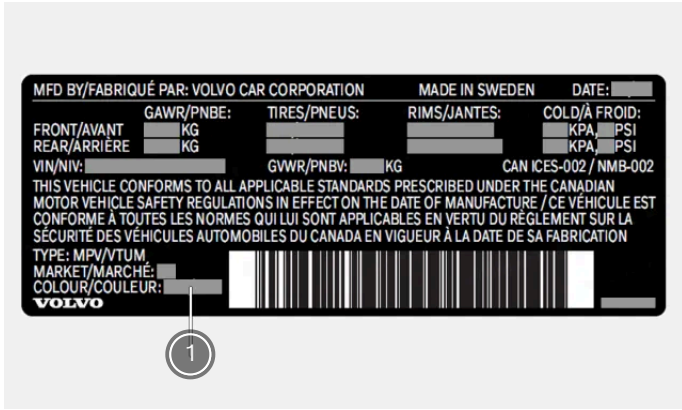 MFD BY/FABRIQUÉ PAR: VOLVO CAR CORPORATION MADE IN SWEDEN DATE:
GAWR/PNBE: TIRES/PNEUS: RIMS/JANTES: COLD/À FROID:
FRONT/AVANT KG KPA, PSI
REAR/ARRIÈRE KG KPA, PSI
VIN/NIV: GVWR/PNBV: KG CAN ICES-002 / NMB-002
THIS VEHICLE CONFORMS TO ALL APPLICABLE STANDARDS PRESCRIBED UNDER THE CANADIAN
MOTOR VEHICLE SAFETY REGULATIONS IN EFFECT ON THE DATE OF MANUFACTURE / CE VÉHICULE EST
CONFORME À TOUTES LES NORMES QUI LUI SONT APPLICABLES EN VERTU DU RÈGLEMENT SUR LA
SÉCURITÉ DES VÉHICULES AUTOMOBILES DU CANADA EN VIGUEUR À LA DATE DE SA FABRICATION
TYPE: MPV/VTUM
MARKET/MARCHÉ:
COLOUR/COULEUR:
VOLVO
1